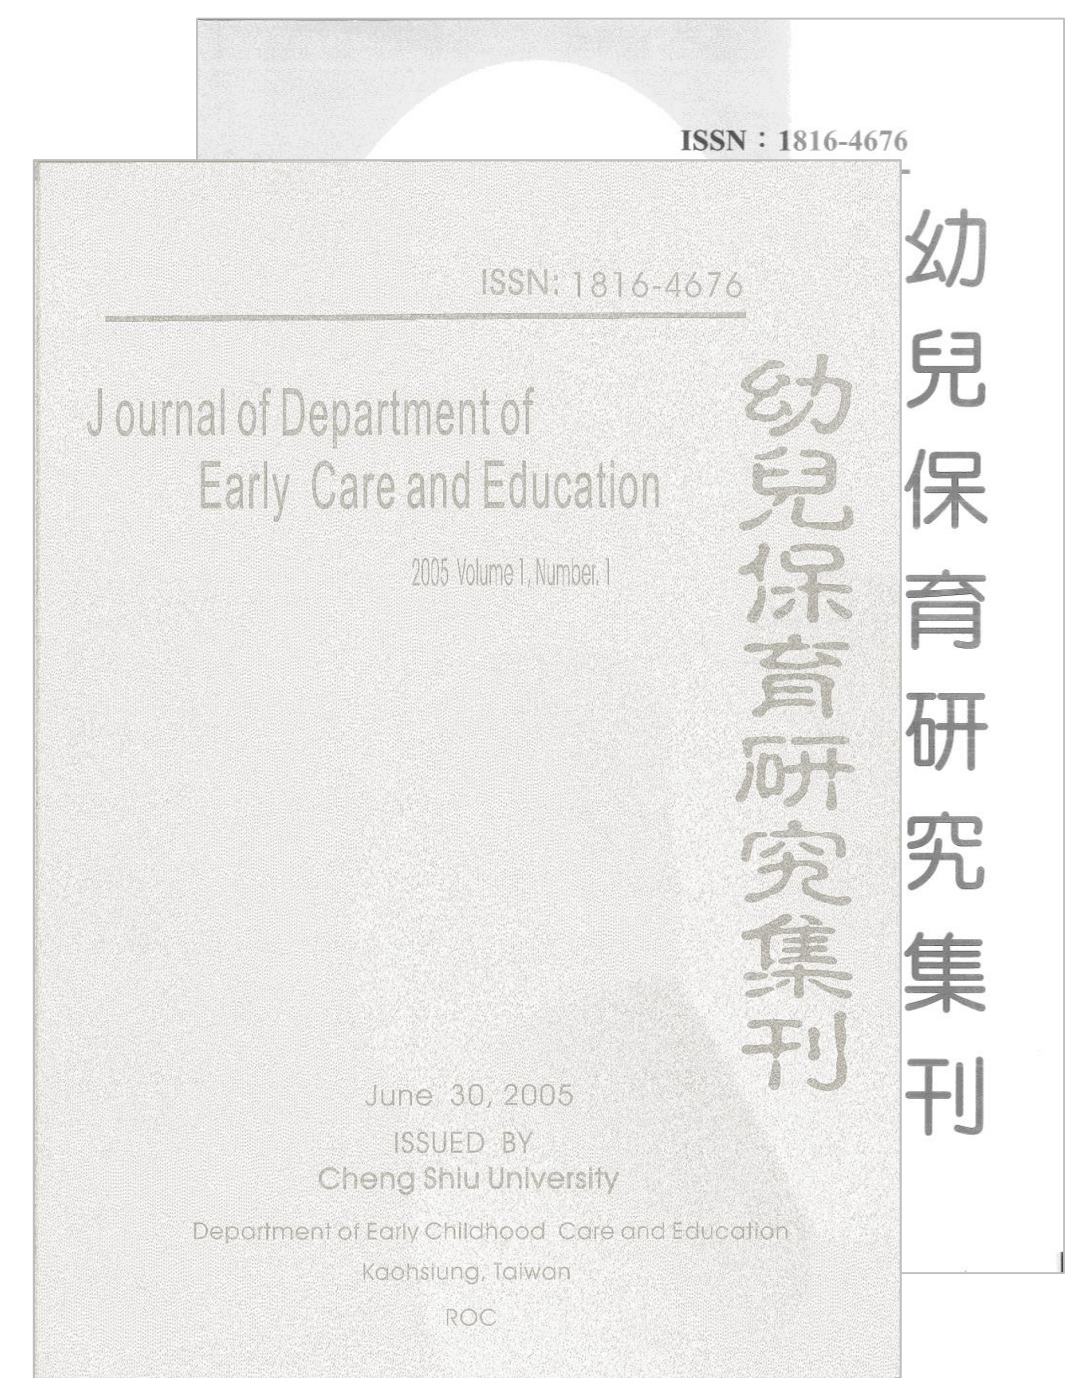 ISSN：1816-4676
幼兒保育研究集刊
ISSN: 1816-4676
Journal of Department of
Early Care and Education
2005 Volume 1, Number. 1
幼兒保育研究集刊
June 30, 2005
ISSUED BY
Cheng Shiu University
Department of Early Childhood Care and Education
Kaohsiung, Taiwan
ROC